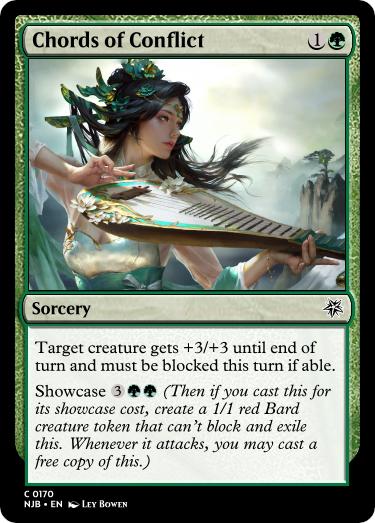 Chords of Conflict 1
Sorcery
Target creature gets +3/+3 until end of
turn and must be blocked this turn if able.
Showcase 3 (Then if you cast this for
its showcase cost, create a 1/1 red Bard
creature token that can't block and exile
this. Whenever it attacks, you may cast a
free copy of this.)
C 0170
NJB • EN Ley Bowen